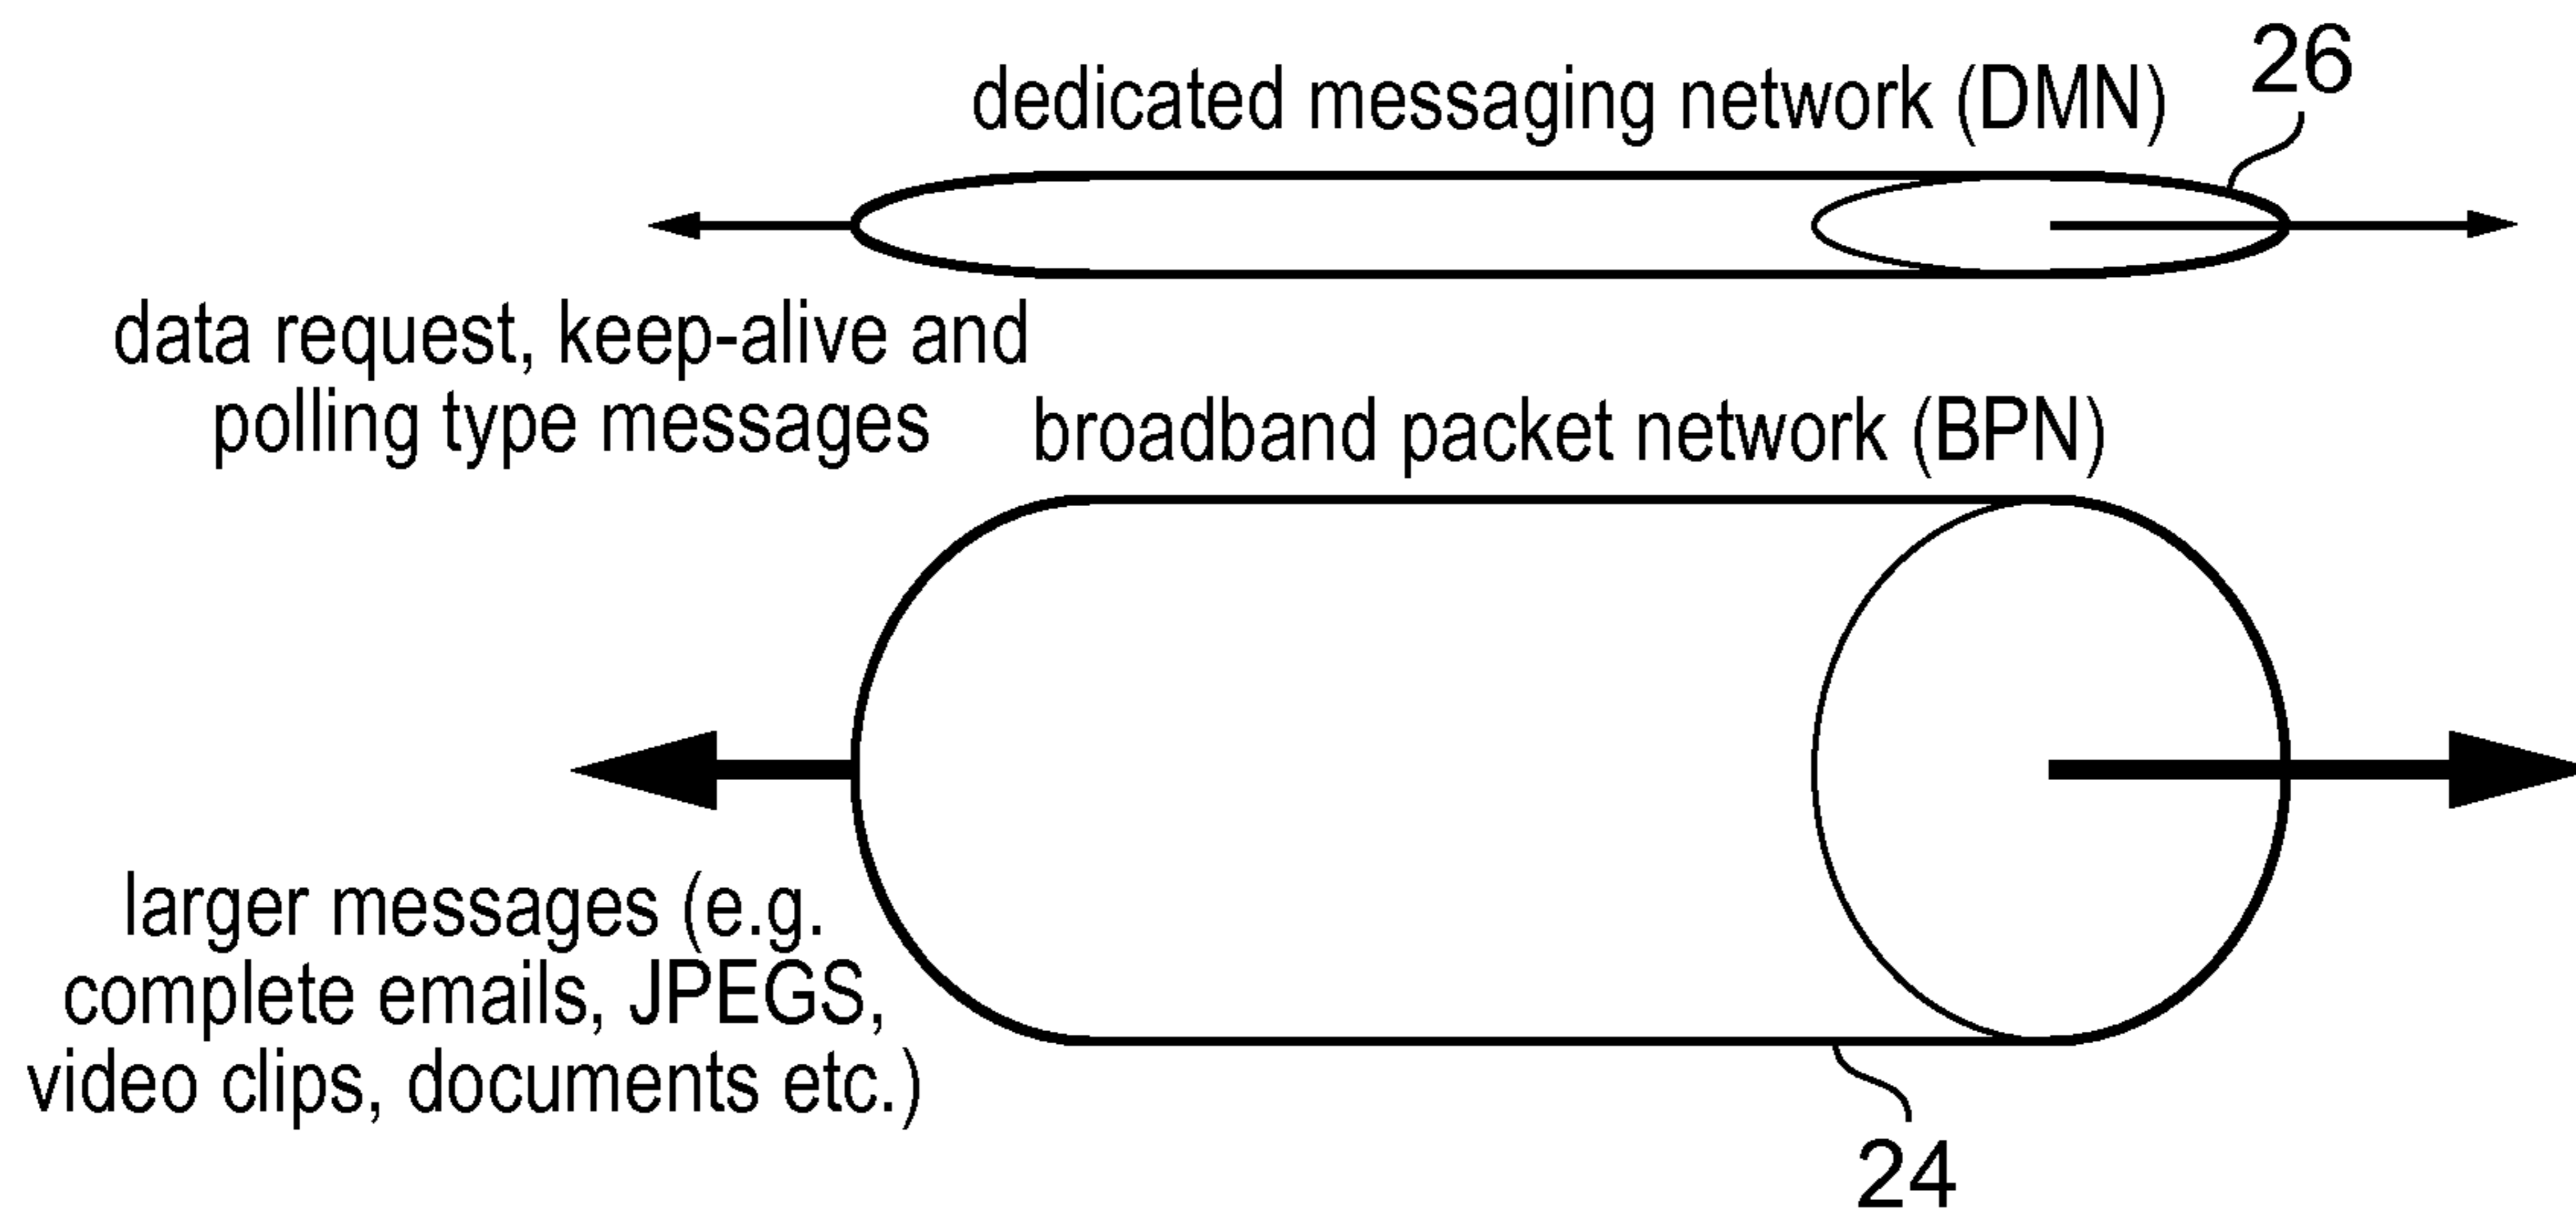 26
dedicated messaging network (DMN)
data request, keep-alive and
polling type messages
broadband packet network (BPN)
larger messages (e.g.
complete emails, JPEGS,
video clips, documents etc.)
24